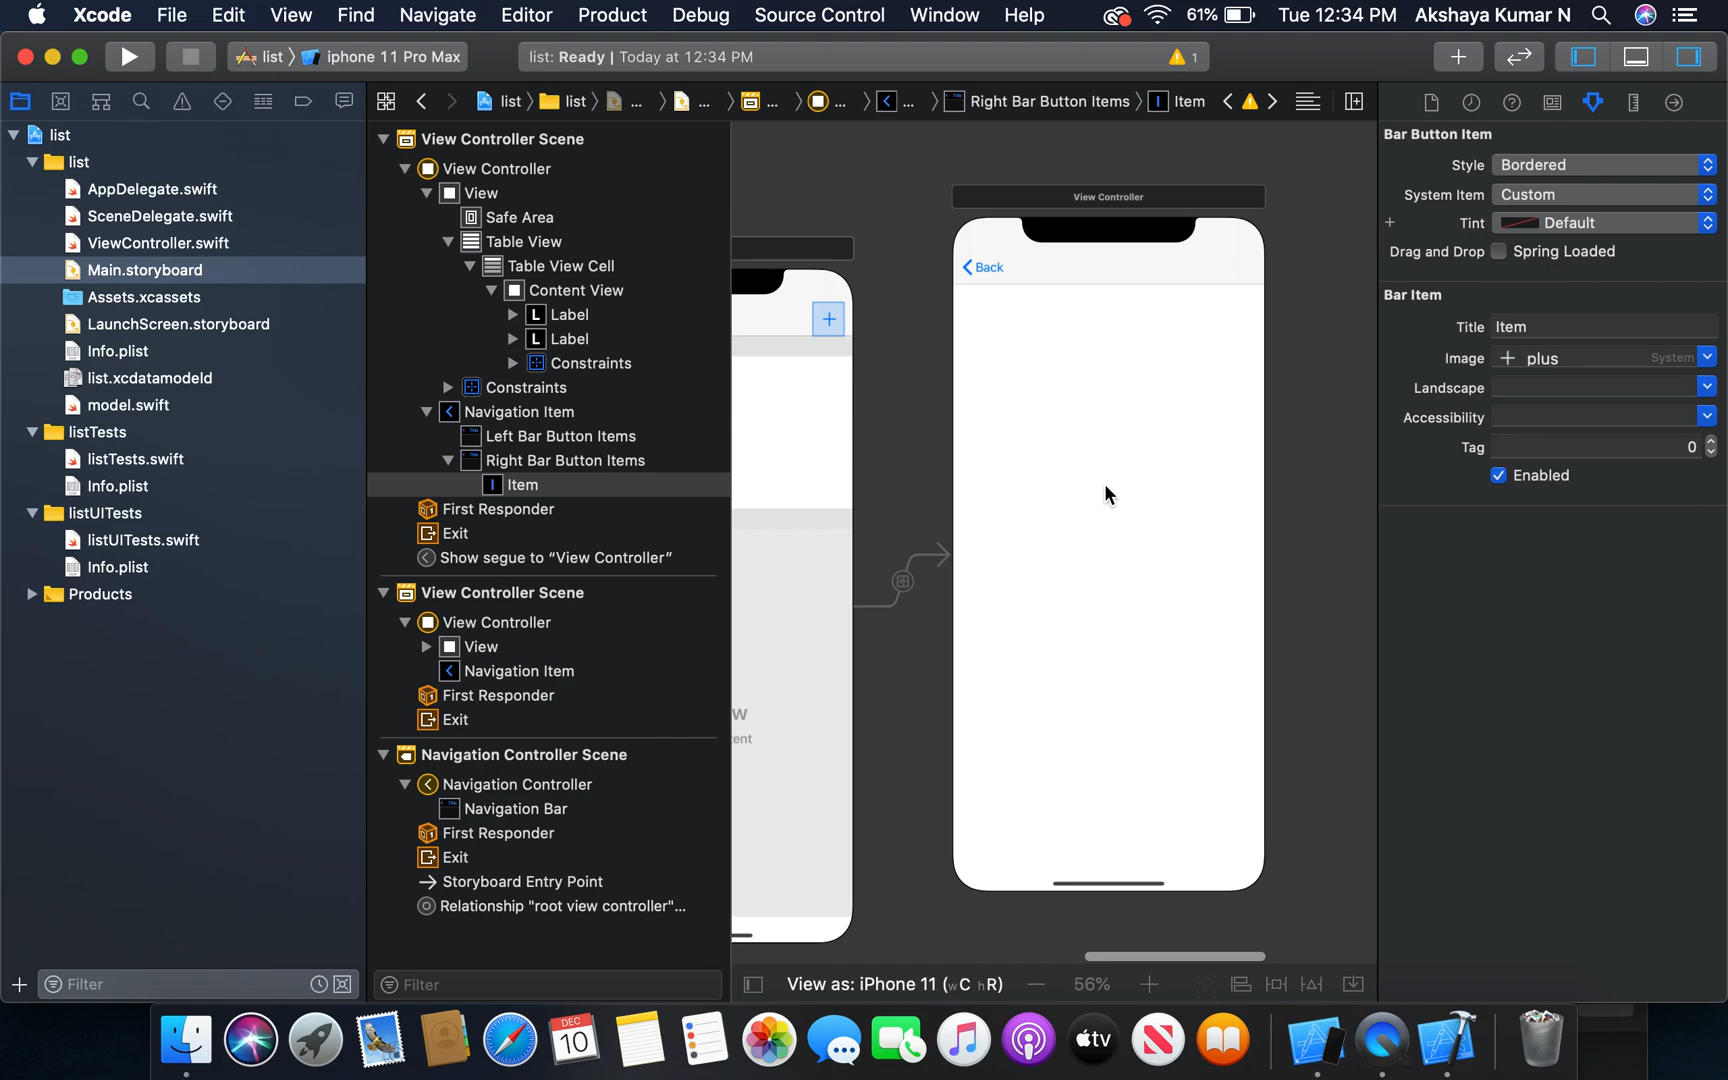 Xcode File Edit View Find Navigate Editor Product Debug Source Control Window Help 61% Tue 12:34 PM Akshaya Kumar N
list iphone 11 Pro Max list: Ready | Today at 12:34 PM 1
list list ... ... ... ... ... Right Bar Button Items Item
list
list
AppDelegate.swift
SceneDelegate.swift
ViewController.swift
Main.storyboard
Assets.xcassets
LaunchScreen.storyboard
Info.plist
list.xcdatamodeld
model.swift
listTests
listTests.swift
Info.plist
listUITests
listUITests.swift
Info.plist
Products
Filter
View Controller Scene
View Controller
View
Safe Area
Table View
Table View Cell
Content View
L Label
L Label
Constraints
Constraints
Navigation Item
Left Bar Button Items
Right Bar Button Items
Item
First Responder
Exit
Show segue to “View Controller”
View Controller Scene
View Controller
View
Navigation Item
First Responder
Exit
Navigation Controller Scene
Navigation Controller
Navigation Bar
First Responder
Exit
Storyboard Entry Point
Relationship "root view controller"...
Filter
View Controller
Back
w
tent
View as: iPhone 11 (wC hR) 56%
Bar Button Item
Style Bordered
System Item Custom
Tint Default
Drag and Drop Spring Loaded
Bar Item
Title Item
Image plus System
Landscape
Accessibility
Tag 0
Enabled
DEC
10
tv